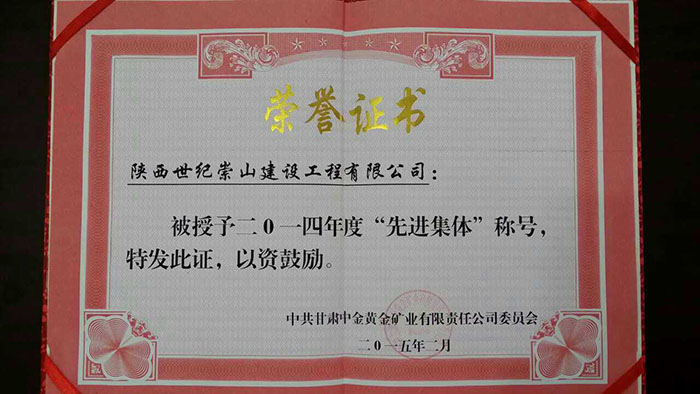 荣誉证书
陕西世纪崇山建设工程有限公司：
被授予二0一四年度“先进集体”称号，
特发此证，以资鼓励。
中共甘肃中金黄金矿业有限责任公司委员会
二0一五年二月